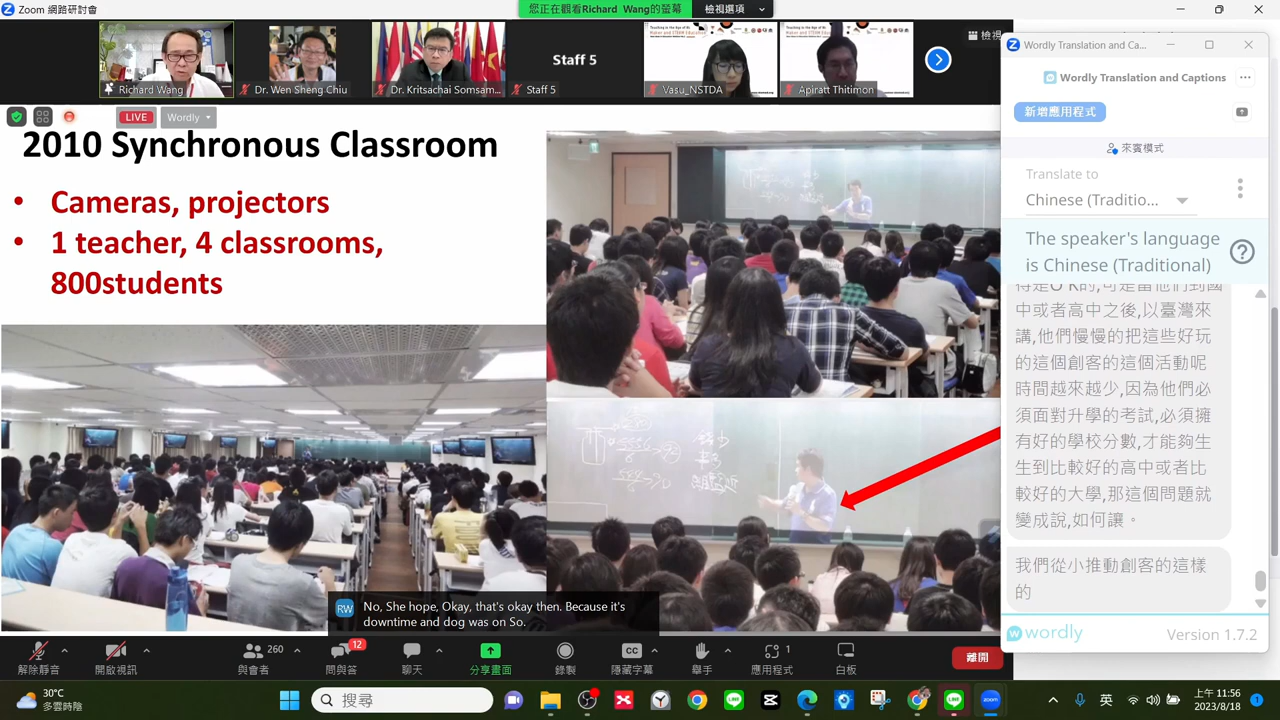 Zoom 網路研討會
您正在觀看Richard Wang的螢幕
檢視選項
Richard Wang
Dr. Wen Sheng Chiu
Dr. Kritsachai Somsam...
Staff 5
Staff 5
Vasu_NSTDA
Apiratt Thitimon
檢視
LIVE
Wordly
2010 Synchronous Classroom
• Cameras, projectors
• 1 teacher, 4 classrooms,
800students
RW
No, She hope, Okay, that's okay then. Because it's
downtime and dog was on So.
Wordly Translation and Captions
新增應用程式
來賓模式
Translate to
Chinese (Traditio...
The speaker's language
is Chinese (Traditional)
中或者高中之後,以臺灣來
講,他們慢慢的把這些好玩
的這個創客的這個活動呢
時間越來越少,因為他們必
須面對升學的考試,必須擁
有好的學校分數,才能夠生
生到比較好的高中或者比
較好的大學,那這個問題就
變成說,如何讓。
我們從小推動創客的這樣
的
wordly
Version 1.7.2
解除靜音
開啟視訊
260
與會者
12
問與答
聊天
分享畫面
錄製
CC
隱藏字幕
舉手
1
應用程式
白板
離開
30°C
多雲時陰
搜尋
英
上午 11:55
2023/8/18